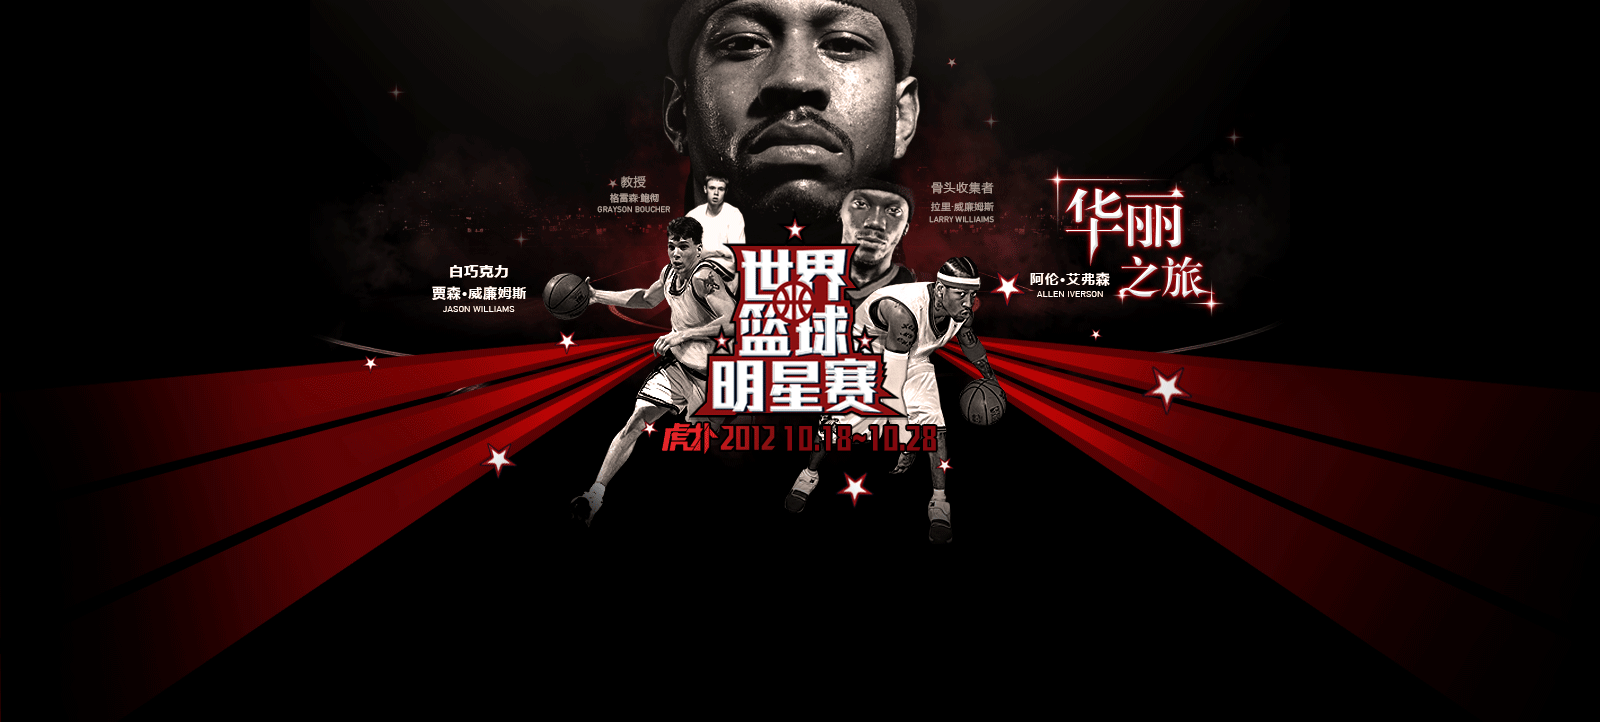 教授
格雷森·鲍彻
GRAYSON BOUCHER
骨头收集者
拉里·威廉姆斯
LARRY WILLIAIMS
华丽
之旅
白巧克力
贾森·威廉姆斯
JASON WILLIAMS
阿伦·艾弗森
ALLEN IVERSON
世界
篮球
明星赛
虎扑 2012 10.18~10.28